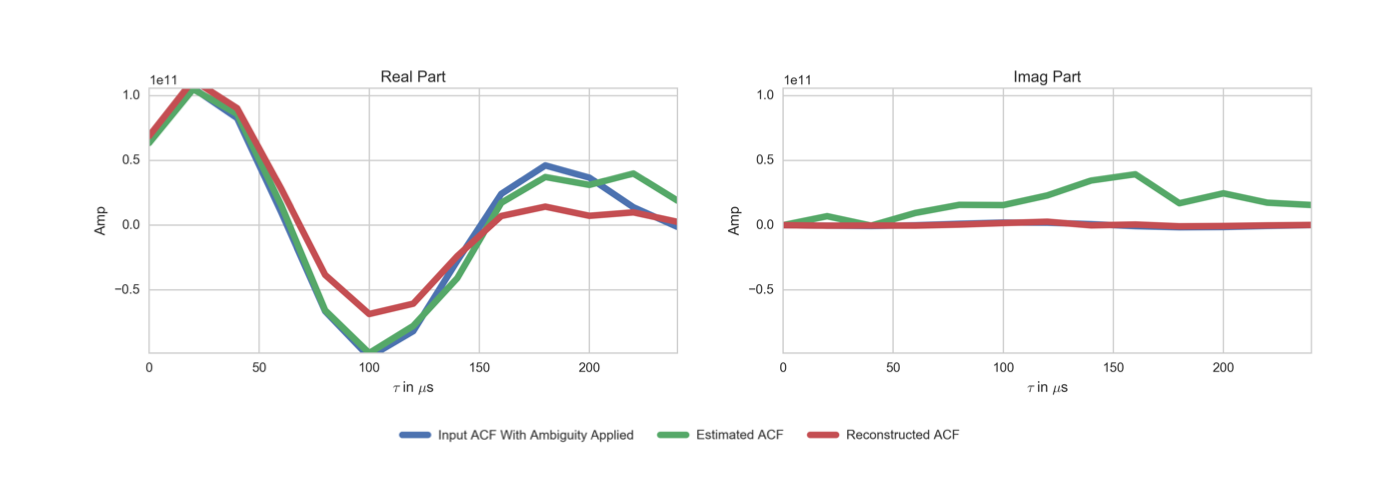 Real Part
1e11
1.0
0.5
0.0
−0.5
Amp
0 50 100 150 200
τ in μs
Imag Part
1e11
1.0
0.5
0.0
−0.5
Amp
0 50 100 150 200
τ in μs
Input ACF With Ambiguity Applied Estimated ACF Reconstructed ACF